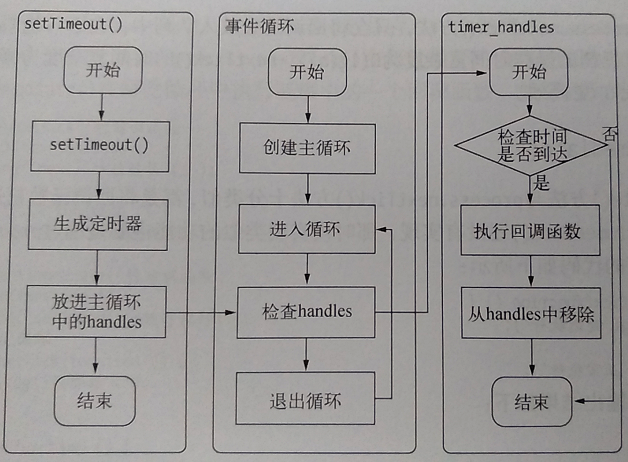 setTimeout()
开始
setTimeout()
生成定时器
放进主循环
中的handles
结束
事件循环
开始
创建主循环
进入循环
检查handles
退出循环
timer_handles
开始
检查时间
是否到达
否
是
执行回调函数
从handles中移除
结束